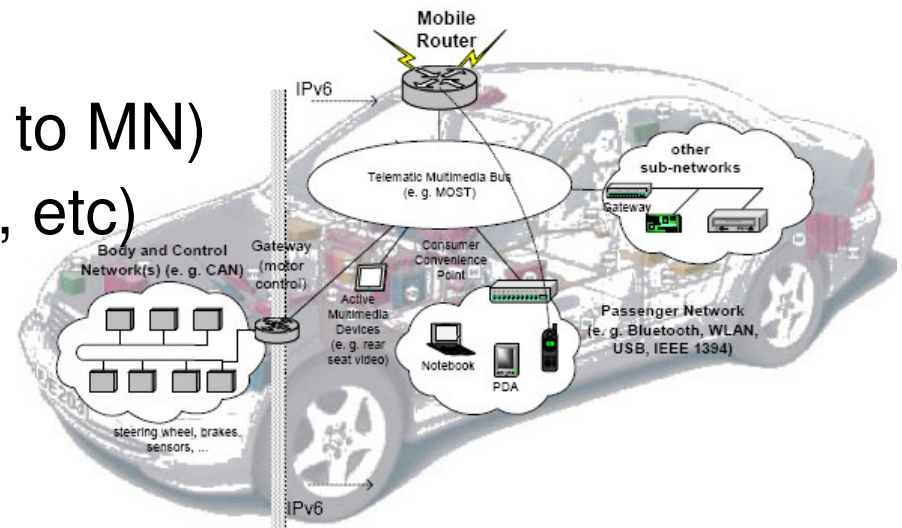 Mobile
Router
IPv6
to MN)
, etc)
Telematic Multimedia Bus
(e. g. MOST)
other
sub-networks
Gateway
Body and Control
Network(s) (e. g. CAN)
Gateway
(motor
control)
Consumer
Convenience
Point
Active
Multimedia
Devices
(e. g. rear
seat video)
Passenger Network
(e. g. Bluetooth, WLAN,
USB, IEEE 1394)
Notebook
PDA
steering wheel, brakes,
sensors, ...
IPv6